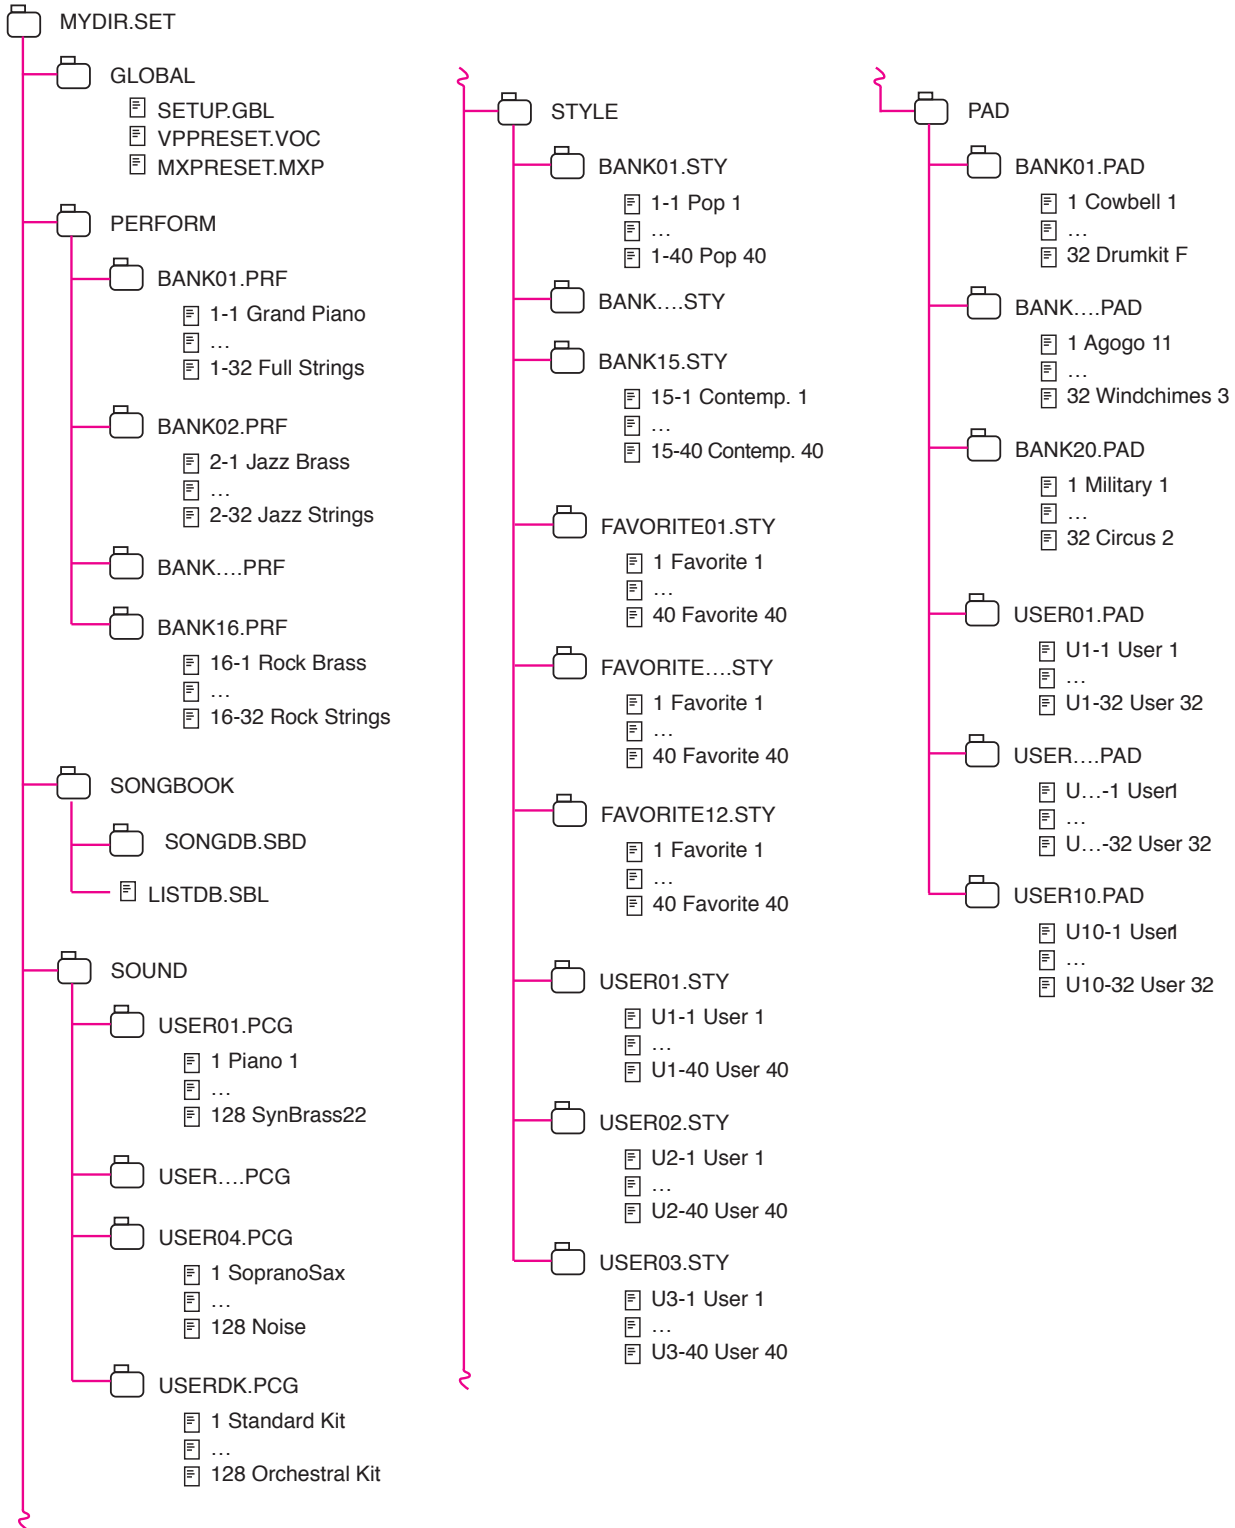 MYDIR.SET
GLOBAL
SETUP.GBL
VPPRESET.VOC
MXPRESET.MXP
PERFORM
BANK01.PRF
1-1 Grand Piano
…
1-32 Full Strings
BANK02.PRF
2-1 Jazz Brass
…
2-32 Jazz Strings
BANK….PRF
BANK16.PRF
16-1 Rock Brass
…
16-32 Rock Strings
SONGBOOK
SONGDB.SBD
LISTDB.SBL
SOUND
USER01.PCG
1 Piano 1
…
128 SynBrass22
USER….PCG
USER04.PCG
1 SopranoSax
…
128 Noise
USERDK.PCG
1 Standard Kit
…
128 Orchestral Kit
STYLE
BANK01.STY
1-1 Pop 1
…
1-40 Pop 40
BANK….STY
BANK15.STY
15-1 Contemp. 1
…
15-40 Contemp. 40
FAVORITE01.STY
1 Favorite 1
…
40 Favorite 40
FAVORITE….STY
1 Favorite 1
…
40 Favorite 40
FAVORITE12.STY
1 Favorite 1
…
40 Favorite 40
USER01.STY
U1-1 User 1
…
U1-40 User 40
USER02.STY
U2-1 User 1
…
U2-40 User 40
USER03.STY
U3-1 User 1
…
U3-40 User 40
PAD
BANK01.PAD
1 Cowbell 1
…
32 Drumkit F
BANK….PAD
1 Agogo 11
…
32 Windchimes 3
BANK20.PAD
1 Military 1
…
32 Circus 2
USER01.PAD
U1-1 User 1
…
U1-32 User 32
USER….PAD
U…-1 User1
…
U…-32 User 32
USER10.PAD
U10-1 User1
…
U10-32 User 32